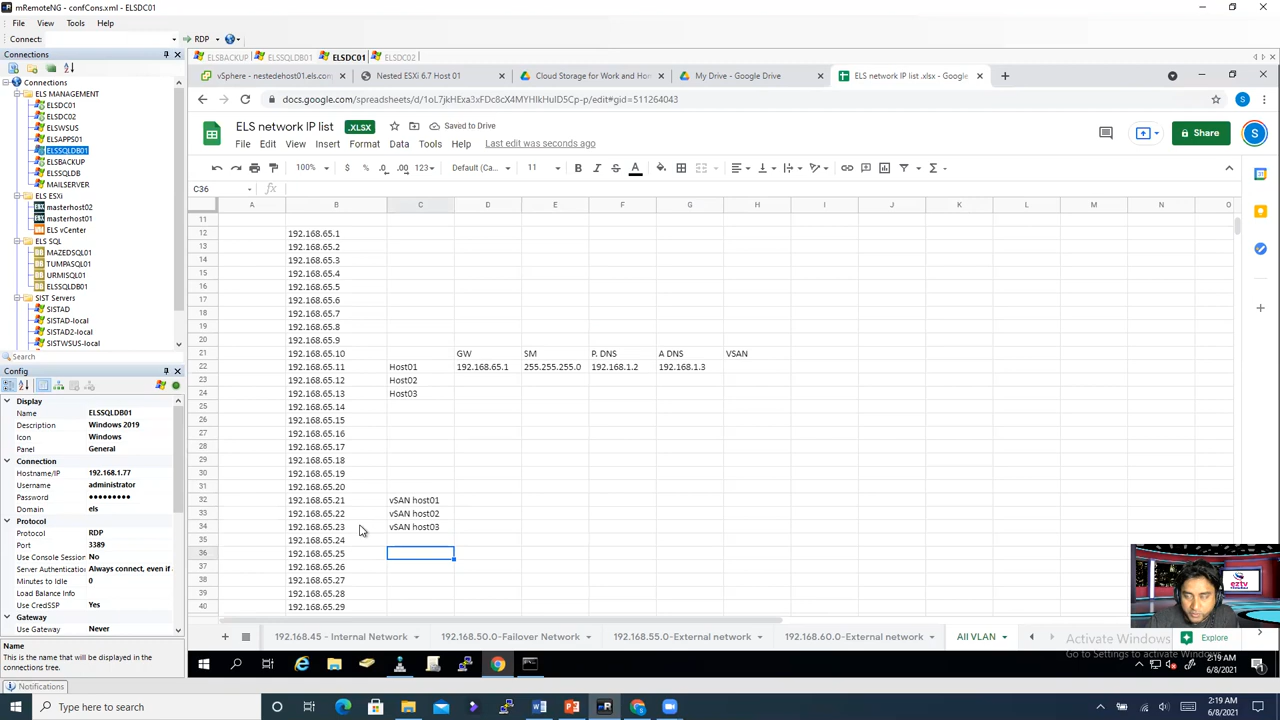 mRemoteNG - confCons.xml - ELSDC01
File View Tools Help
Connect: RDP
Connections
ELSBACKUP ELSSQLDB01 ELSDC01 ELSDC02
vSphere - nestedehost01.els.com Nested ESXi 6.7 Host 01 Cloud Storage for Work and Hom My Drive - Google Drive ELS network IP list .xlsx - Google
Connections
ELS MANAGEMENT
ELSDC01
ELSDC02
ELSWSUS
ELSAPPS01
ELSSQLDB01
ELSBACKUP
ELSSQLDB
MAILSERVER
ELS ESXi
masterhost02
masterhost01
ELS vCenter
ELS SQL
MAZEDSQL01
TUMPASQL01
URMISQL01
ELSSQLDB01
SIST Servers
SISTAD
SISTAD-local
SISTAD2-local
SISTWSUS-local
Search
Config
Display
Name ELSSQLDB01
Description Windows 2019
Icon Windows
Panel General
Connection
Hostname/IP 192.168.1.77
Username administrator
Password ●●●●●●●●●
Domain els
Protocol
Protocol RDP
Port 3389
Use Console Session No
Server Authentication Always connect, even if
Minutes to Idle 0
Load Balance Info
Use CredSSP Yes
Gateway
Use Gateway Never
Name
This is the name that will be displayed in the connections tree.
Notifications
S
ELS network IP list .XLSX Saved to Drive
File Edit View Insert Format Data Tools Help Last edit was seconds ago
Share S
100% $ % .0 .00 123 Default (Ca... 11 B I S A
C36 fx
A B C D E F G H I J K L M N O
11
12 192.168.65.1
13 192.168.65.2
14 192.168.65.3
15 192.168.65.4
16 192.168.65.5
17 192.168.65.6
18 192.168.65.7
19 192.168.65.8
20 192.168.65.9
21 192.168.65.10 GW SM P. DNS A DNS VSAN
22 192.168.65.11 Host01 192.168.65.1 255.255.255.0 192.168.1.2 192.168.1.3
23 192.168.65.12 Host02
24 192.168.65.13 Host03
25 192.168.65.14
26 192.168.65.15
27 192.168.65.16
28 192.168.65.17
29 192.168.65.18
30 192.168.65.19
31 192.168.65.20
32 192.168.65.21 vSAN host01
33 192.168.65.22 vSAN host02
34 192.168.65.23 vSAN host03
35 192.168.65.24
36 192.168.65.25
37 192.168.65.26
38 192.168.65.27
39 192.168.65.28
40 192.168.65.29
eztv
192.168.45 - Internal Network 192.168.50.0-Failover Network 192.168.55.0-External network 192.168.60.0-External network All VLAN Explore
Activate Windows
Go to Settings to activate Windows
2:19 AM
6/8/2021
Type here to search
2:19 AM
6/8/2021